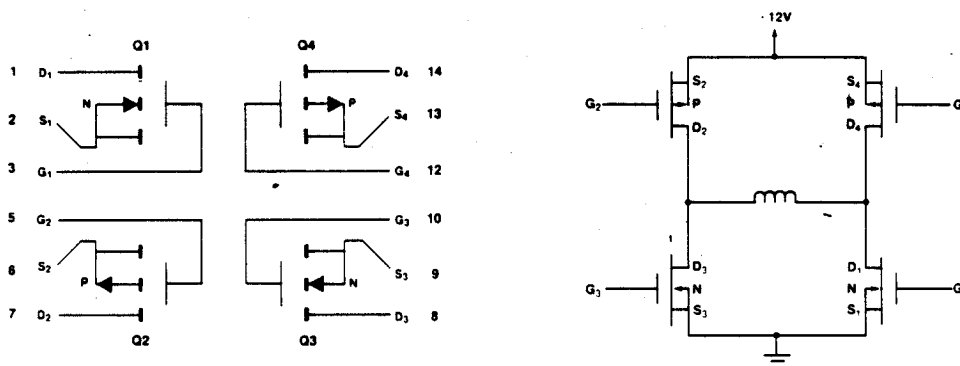 Q1 Q4
1 D₁ D₄ 14
N P
2 S₁ S₄ 13
3 G₁ G₄ 12
5 G₂ G₃ 10
6 S₂ S₃ 9
P N
7 D₂ D₃ 8
Q2 Q3
12V
S₂ S₄
G₂ P P G
D₂ D₄
1
D₃ D₁
G₃ N N G
S₃ S₁